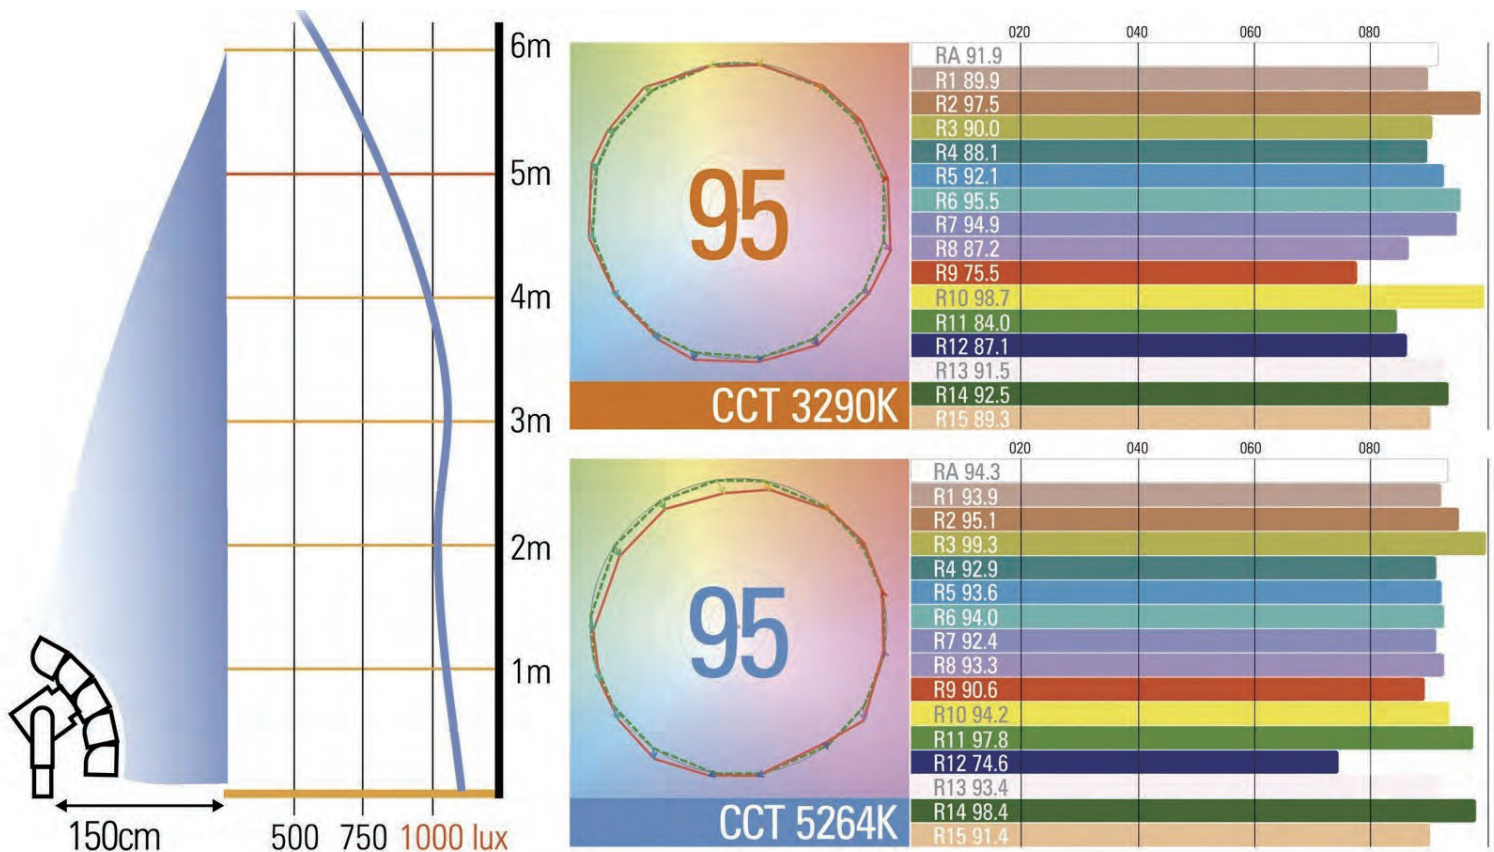 6m
5m
4m
3m
2m
1m
150cm
500 750 1000 lux
95
CCT 3290K
020 040 060 080
RA 91.9
R1 89.9
R2 97.5
R3 90.0
R4 88.1
R5 92.1
R6 95.5
R7 94.9
R8 87.2
R9 75.5
R10 98.7
R11 84.0
R12 87.1
R13 91.5
R14 92.5
R15 89.3
95
CCT 5264K
020 040 060 080
RA 94.3
R1 93.9
R2 95.1
R3 99.3
R4 92.9
R5 93.6
R6 94.0
R7 92.4
R8 93.3
R9 90.6
R10 94.2
R11 97.8
R12 74.6
R13 93.4
R14 98.4
R15 91.4